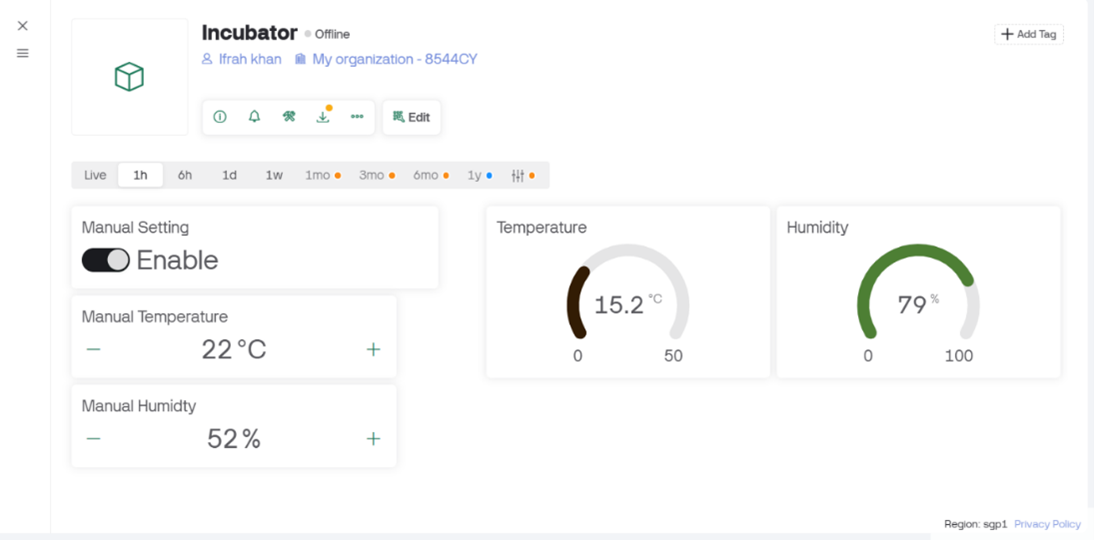 Incubator Offline
Ifrah khan My organization - 8544CY
Add Tag
Edit
Live 1h 6h 1d 1w 1mo 3mo 6mo 1y
Manual Setting
Enable
Manual Temperature
− 22 °C +
Manual Humidty
− 52 % +
Temperature
15.2 °C
0 50
Humidity
79 %
0 100
Region: sgp1 Privacy Policy